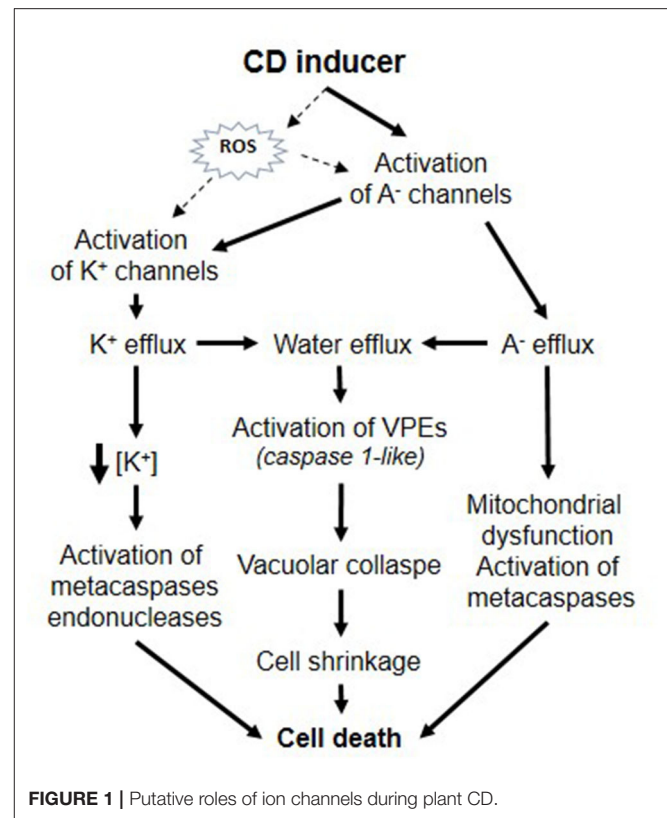 CD inducer
ROS
Activation
of A- channels
Activation
of K+ channels
K+ efflux
Water efflux
A- efflux
Activation of VPEs
(caspase 1-like)
[K+]
Mitochondrial
dysfunction
Activation of
metacaspases
Activation of
metacaspases
endonucleases
Vacuolar collaspe
Cell shrinkage
Cell death
FIGURE 1 | Putative roles of ion channels during plant CD.